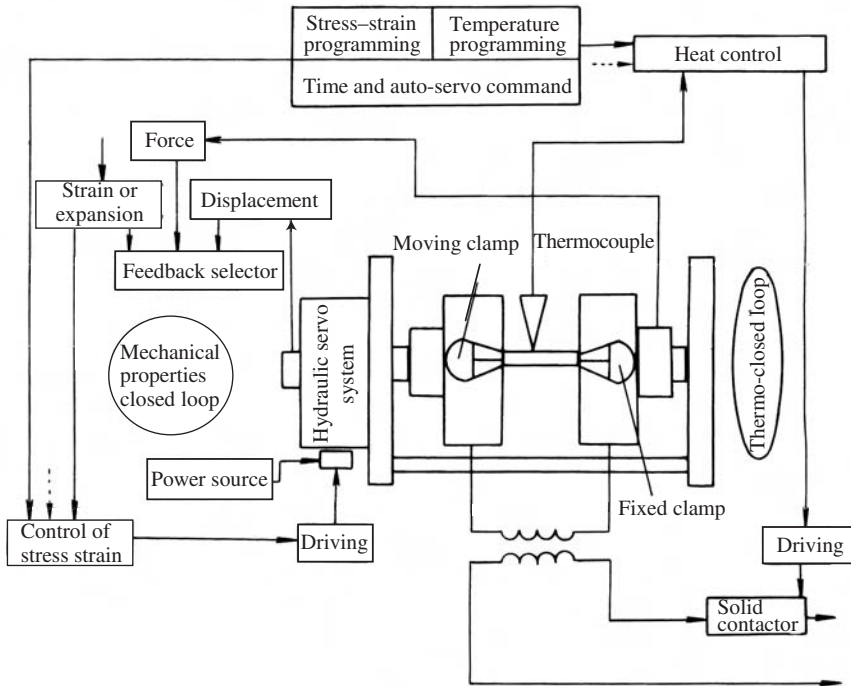 Stress–strain
programming
Temperature
programming
Time and auto-servo command
Heat control
Force
Strain or
expansion
Displacement
Feedback selector
Moving clamp
Thermocouple
Mechanical
properties
closed loop
Hydraulic servo
system
Thermo-closed loop
Power source
Fixed clamp
Control of
stress strain
Driving
Driving
Solid
contactor